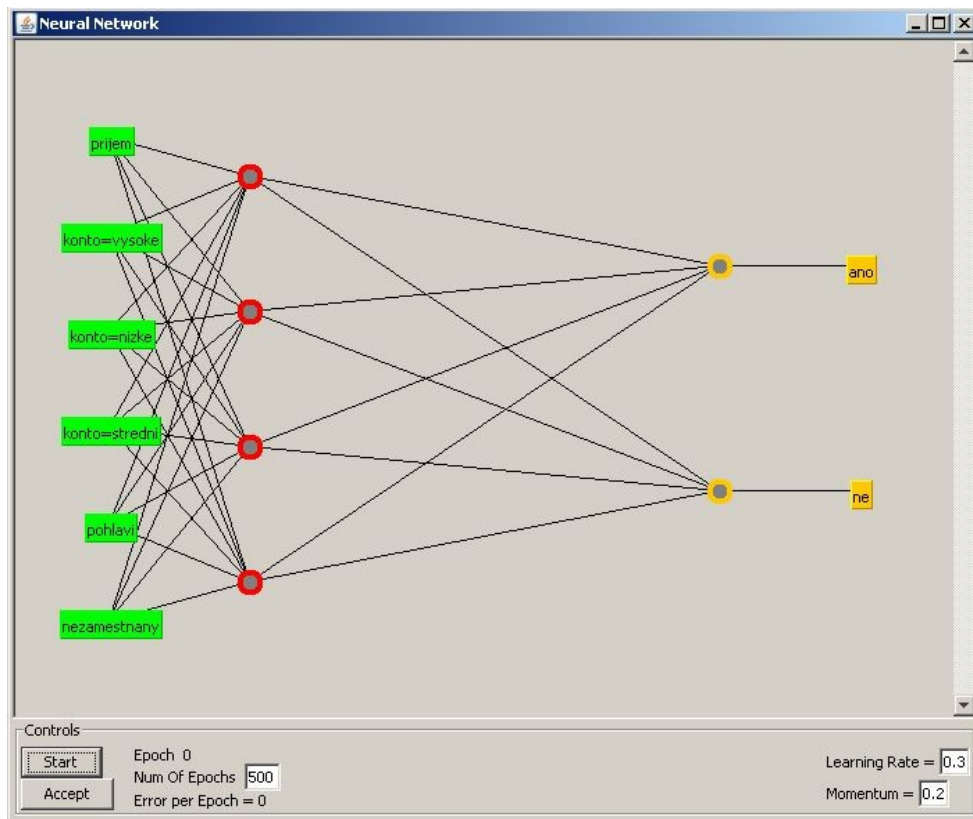 Neural Network
prijem
konto=vysoke
konto=nizke
konto=stredni
pohlavi
nezamestnany
ano
ne
Controls
Start
Accept
Epoch 0
Num Of Epochs 500
Error per Epoch = 0
Learning Rate = 0.3
Momentum = 0.2